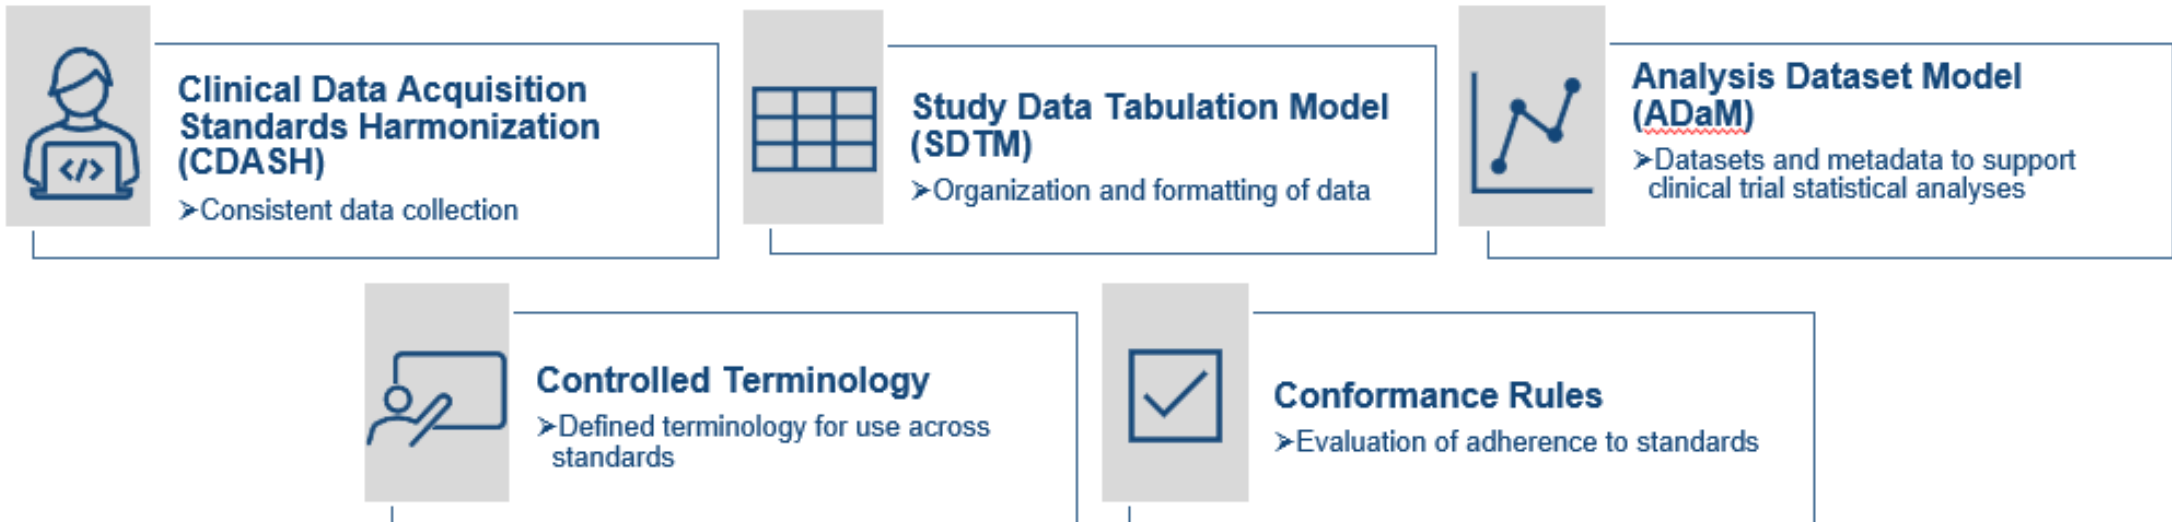 Clinical Data Acquisition
Standards Harmonization
(CDASH)
➢Consistent data collection
Study Data Tabulation Model
(SDTM)
➢Organization and formatting of data
Analysis Dataset Model
(ADaM)
➢Datasets and metadata to support
clinical trial statistical analyses
Controlled Terminology
➢Defined terminology for use across
standards
Conformance Rules
➢Evaluation of adherence to standards